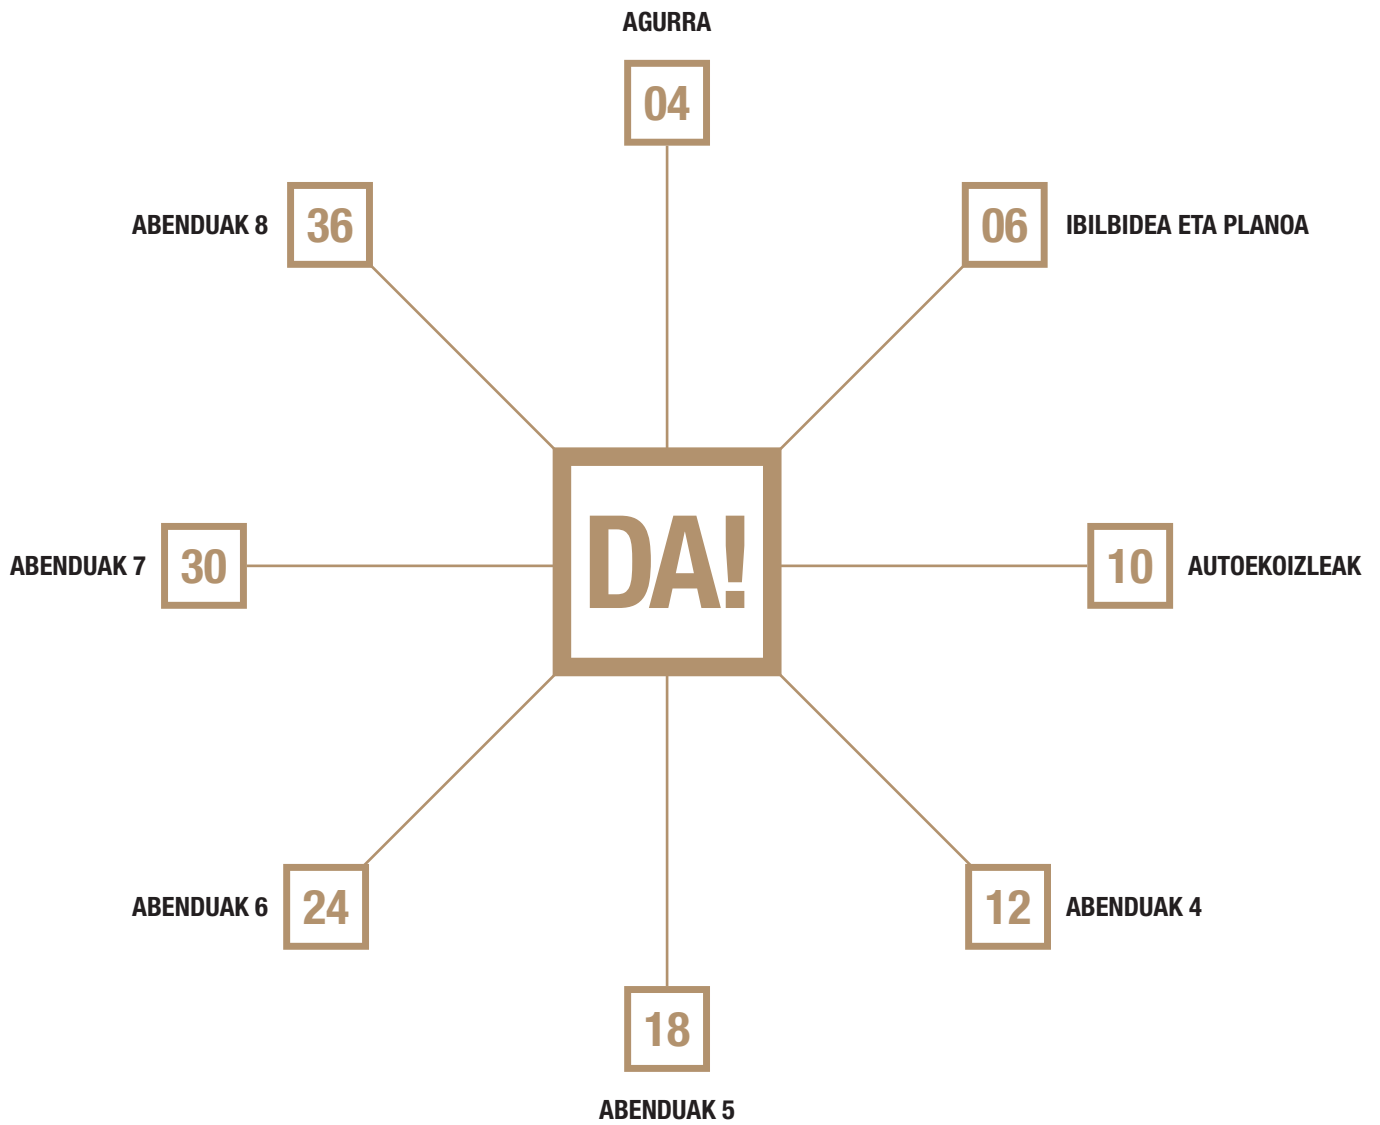 AGURRA
04
ABENDUAK 8
36
06
IBILBIDEA ETA PLANOA
ABENDUAK 7
30
DA!
10
AUTOEKOIZLEAK
ABENDUAK 6
24
12
ABENDUAK 4
18
ABENDUAK 5